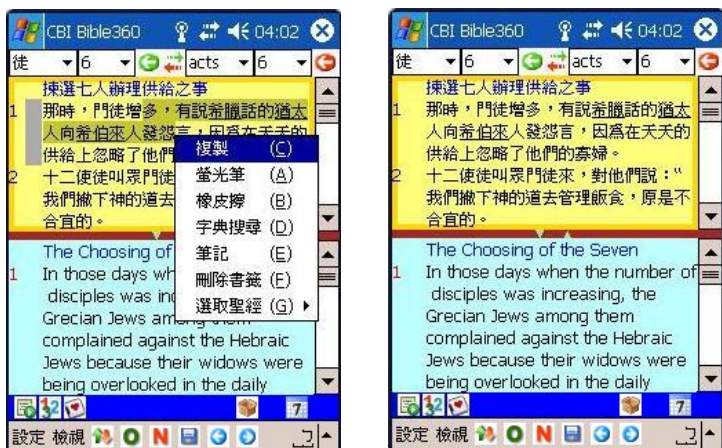 CBI Bible360 04:02
徒 6 acts 6
揀選七人辦理供給之事
1 那時，門徒增多，有說希臘話的猶太
人向希伯來人發怨言，因爲在天天的
供給上忽略了他們
2 十二使徒叫眾門徒
我們撇下神的道去
合宜的。
複製 (C)
螢光筆 (A)
橡皮擦 (B)
字典搜尋 (D)
筆記 (E)
刪除書籤 (F)
選取聖經 (G)
The Choosing of
1 In those days wh
disciples was inc
Grecian Jews among them
complained against the Hebraic
Jews because their widows were
being overlooked in the daily
7
設定 檢視 O N
CBI Bible360 04:02
徒 6 acts 6
揀選七人辦理供給之事
1 那時，門徒增多，有說希臘話的猶太
人向希伯來人發怨言，因爲在天天的
供給上忽略了他們的寡婦。
2 十二使徒叫眾門徒來，對他們說："
我們撇下神的道去管理飯食，原是不
合宜的。
The Choosing of the Seven
1 In those days when the number of
disciples was increasing, the
Grecian Jews among them
complained against the Hebraic
Jews because their widows were
being overlooked in the daily
7
設定 檢視 O N